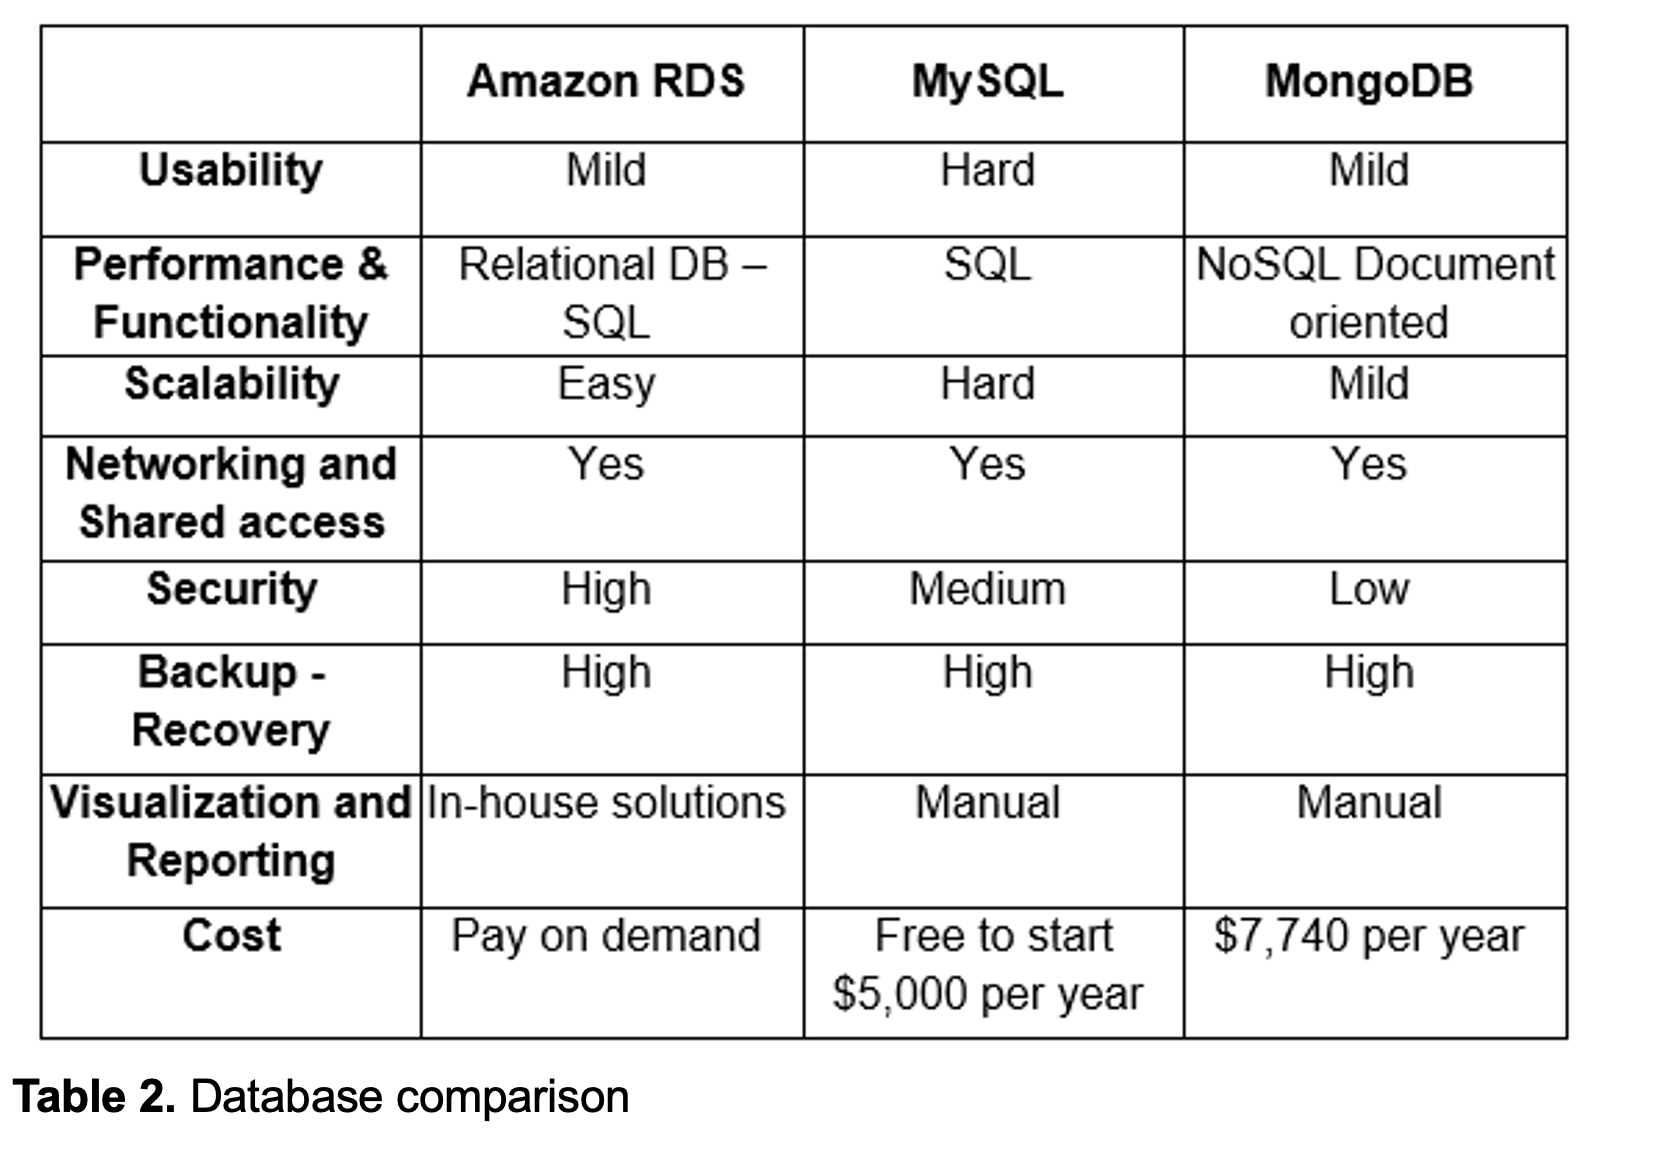 Amazon RDS MySQL MongoDB
Usability Mild Hard Mild
Performance & Relational DB – SQL NoSQL Document
Functionality SQL oriented
Scalability Easy Hard Mild
Networking and Yes Yes Yes
Shared access
Security High Medium Low
Backup - High High High
Recovery
Visualization and In-house solutions Manual Manual
Reporting
Cost Pay on demand Free to start $7,740 per year
$5,000 per year
Table 2. Database comparison